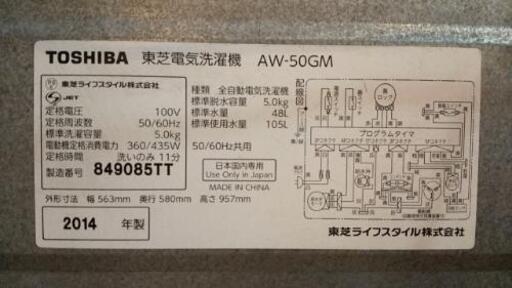 TOSHIBA 東芝電気洗濯機 AW-50GM
東芝ライフスタイル株式会社
JET
定格電圧 100V
定格周波数 50/60Hz
標準洗濯容量 5.0kg
電動機定格消費電力 360/435W
定格時間 洗いのみ 11分
製造番号 849085TT
種類 全自動電気洗濯機
標準脱水容量 5.0kg
標準水量 48L
標準使用水量 105L
50/60Hz共用
日本国内専用
Use Only in Japan
MADE IN CHINA
外形寸法 幅 563mm 奥行 580mm 高さ 957mm
2014 年製
配線図
プログラムタイマ
東芝ライフスタイル株式会社